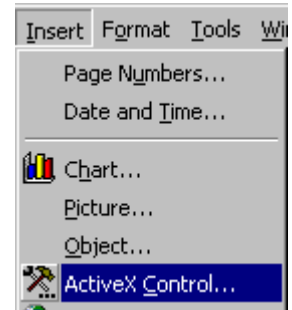 Insert Format Tools Wi
Page Numbers...
Date and Time...
Chart...
Picture...
Object...
ActiveX Control...